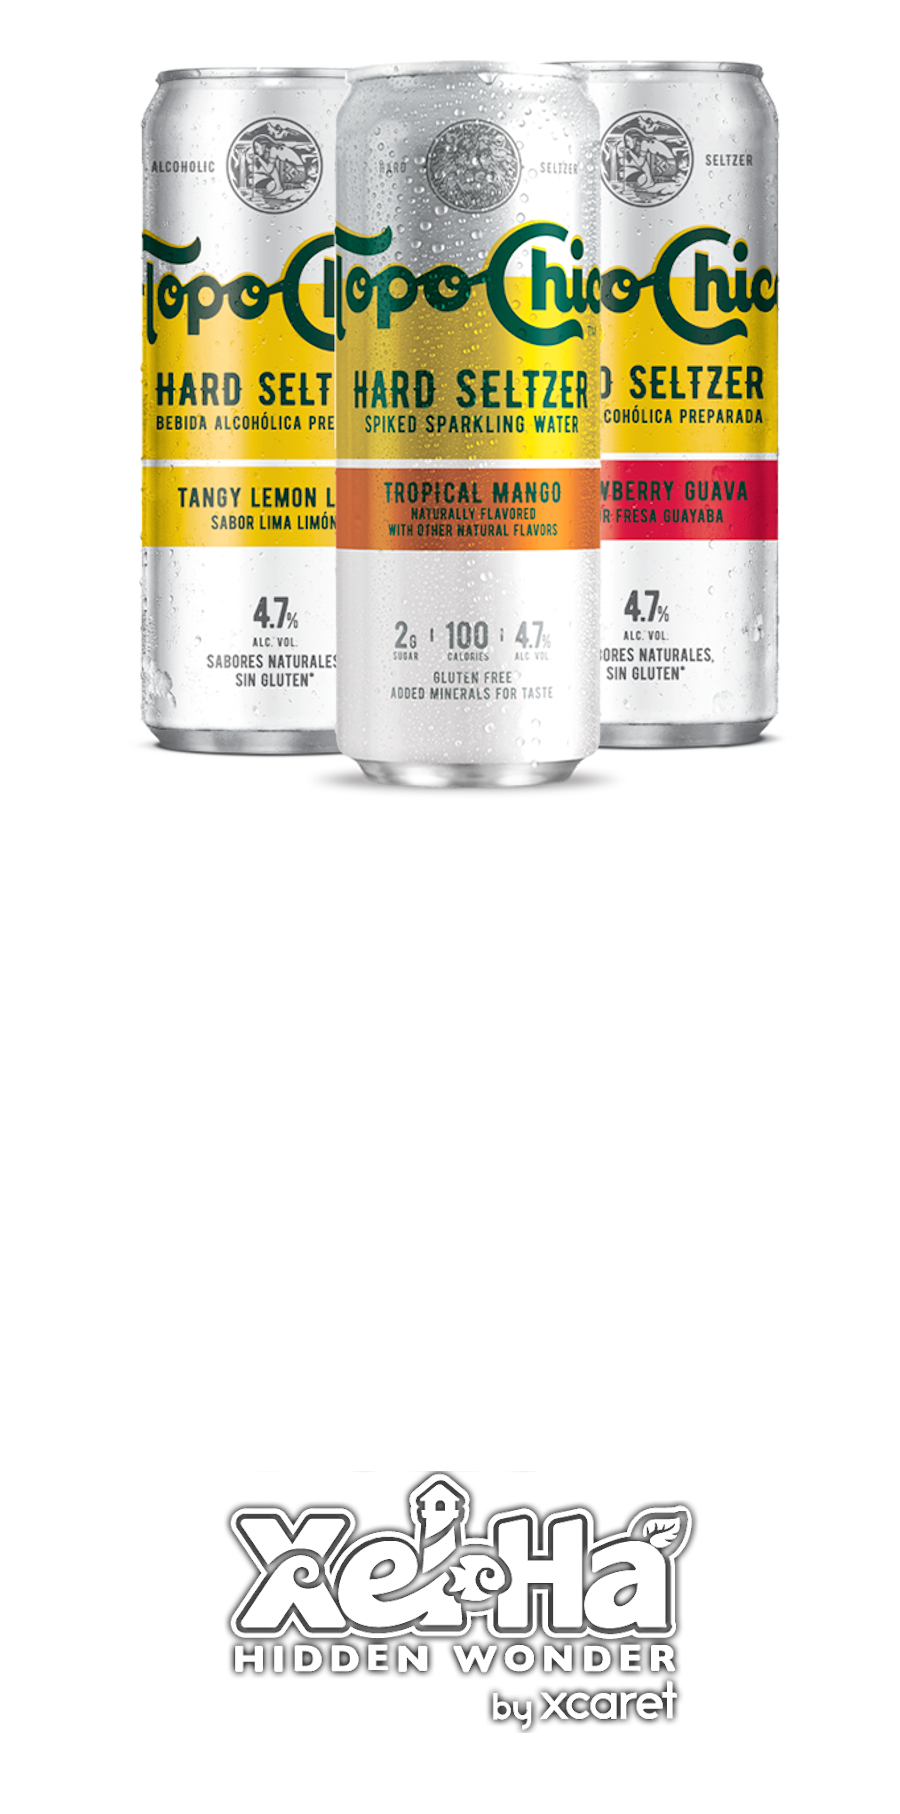 ALCOHOLIC
Topo C
HARD SELT
BEBIDA ALCOHÓLICA PRE
TANGY LEMON L
SABOR LIMA LIMÓN
4.7%
ALC. VOL.
SABORES NATURALES
SIN GLUTEN*
HARD SELTZER
Topo Chico
TM
HARD SELTZER
SPIKED SPARKLING WATER
TROPICAL MANGO
NATURALLY FLAVORED
WITH OTHER NATURAL FLAVORS
2G 100 4.7%
SUGAR CALORIES ALC. VOL.
GLUTEN FREE
ADDED MINERALS FOR TASTE
SELTZER
o Chico
D SELTZER
COHÓLICA PREPARADA
WBERRY GUAVA
R FRESA GUAYABA
4.7%
ALC. VOL.
ORES NATURALES,
SIN GLUTEN*
Xel-Há
HIDDEN WONDER
by xcaret